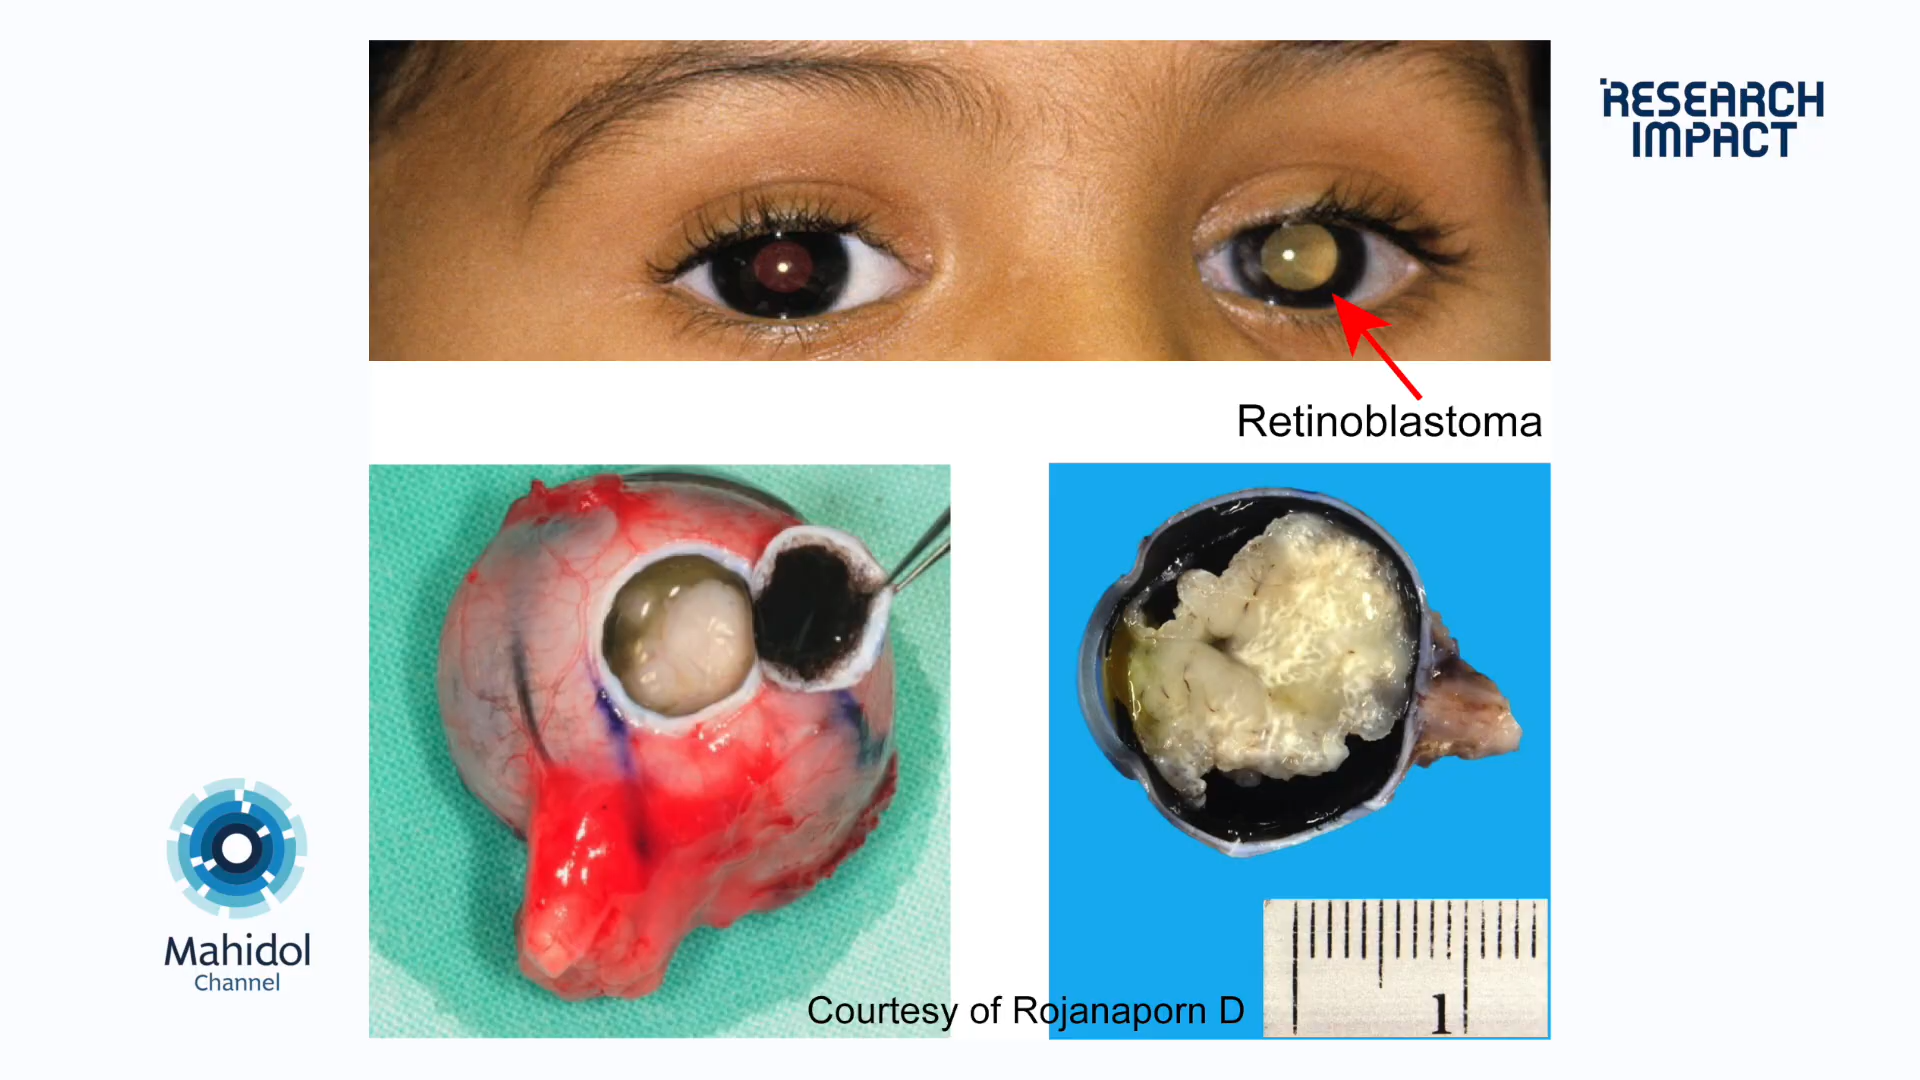 RESEARCH
IMPACT
Retinoblastoma
Mahidol
Channel
Courtesy of Rojanaporn D
1